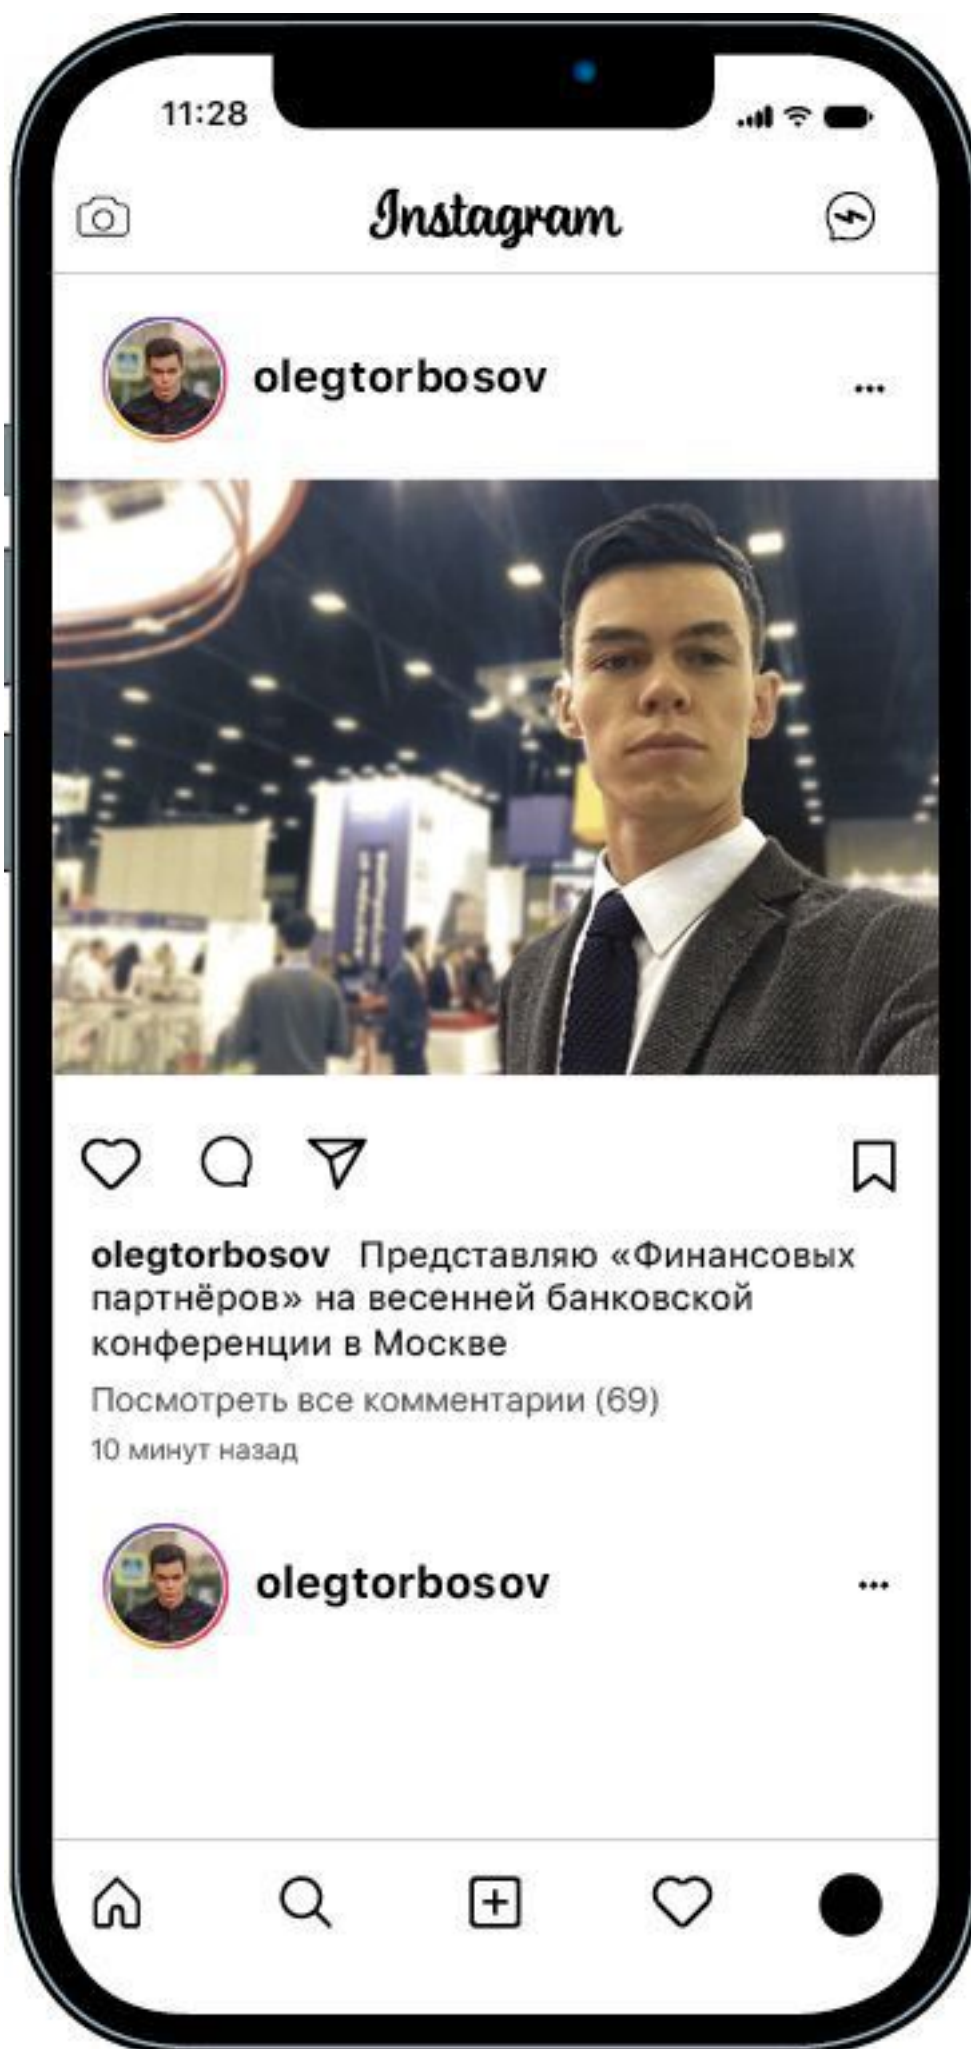 11:28
Instagram
olegtorbosov
olegtorbosov Представляю «Финансовых
партнёров» на весенней банковской
конференции в Москве
Посмотреть все комментарии (69)
10 минут назад
olegtorbosov